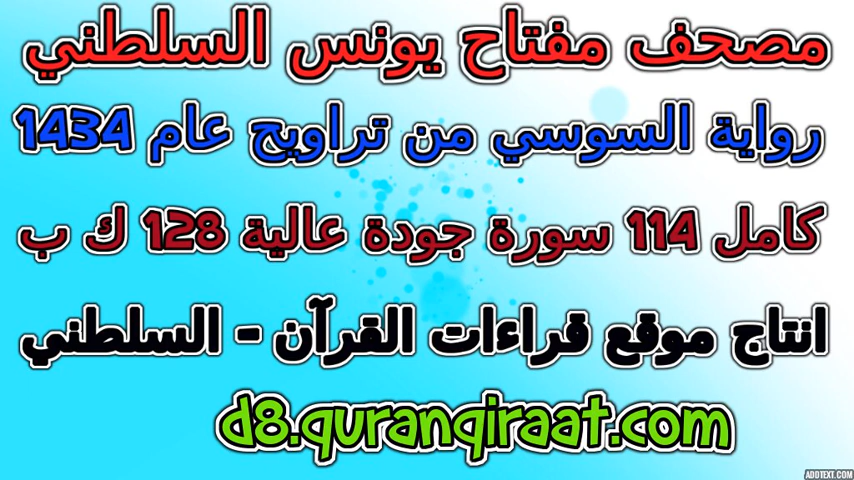 مصحف مفتاح يونس السلطني
رواية السوسي من تراويح عام 1434
كامل 114 سورة جودة عالية 128 ك ب
انتاج موقع قراءات القرآن - السلطني
d8.quranqiraat.com
ADDTEXT.COM